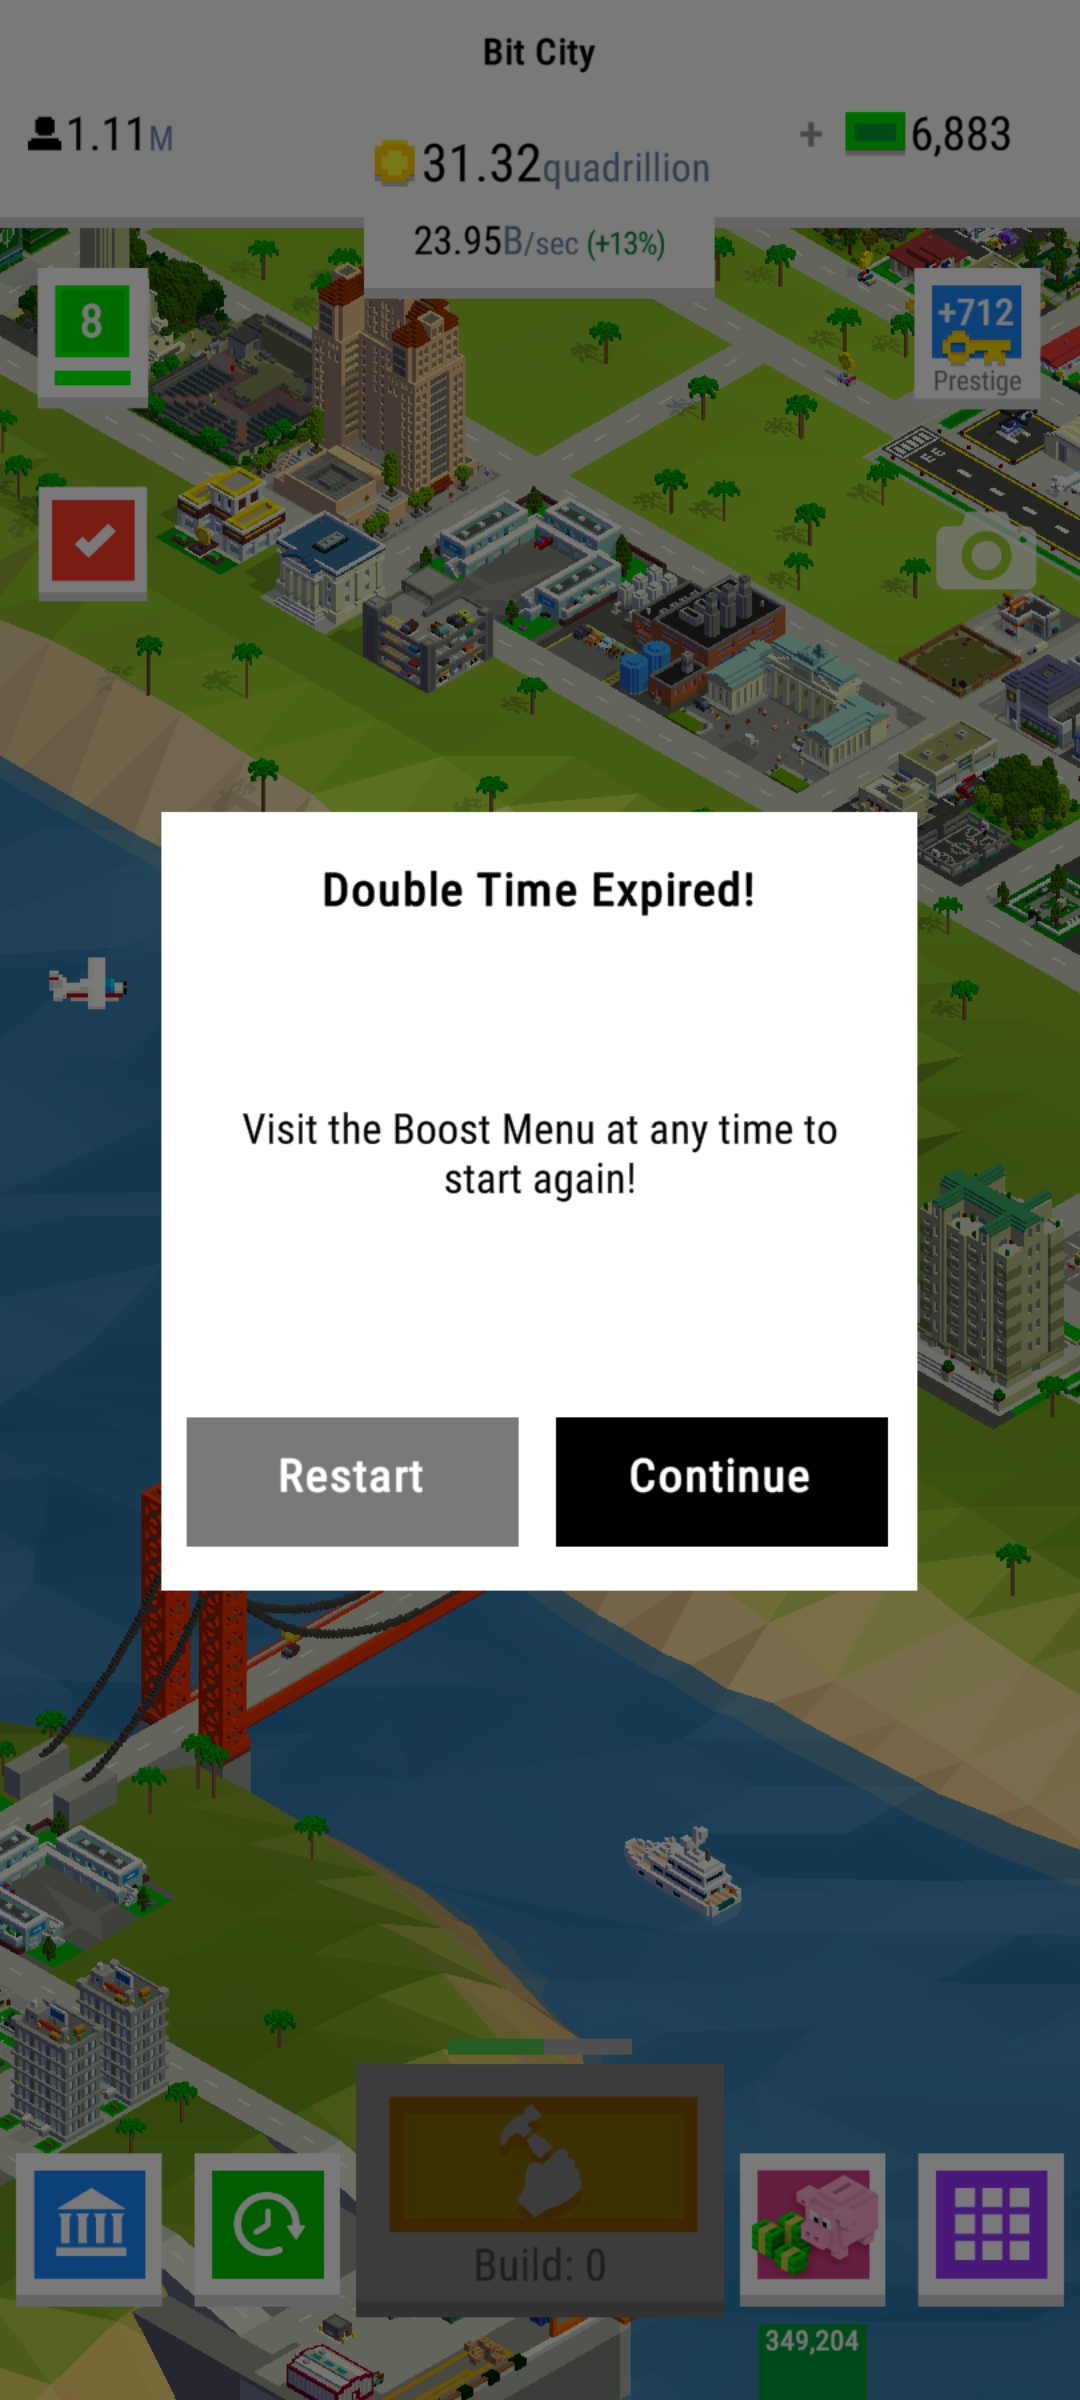 Bit City
1.11M
31.32quadrillion
+ 6,883
23.95B/sec (+13%)
8
+712
Prestige
Double Time Expired!
Visit the Boost Menu at any time to
start again!
Restart
Continue
Build: 0
349,204